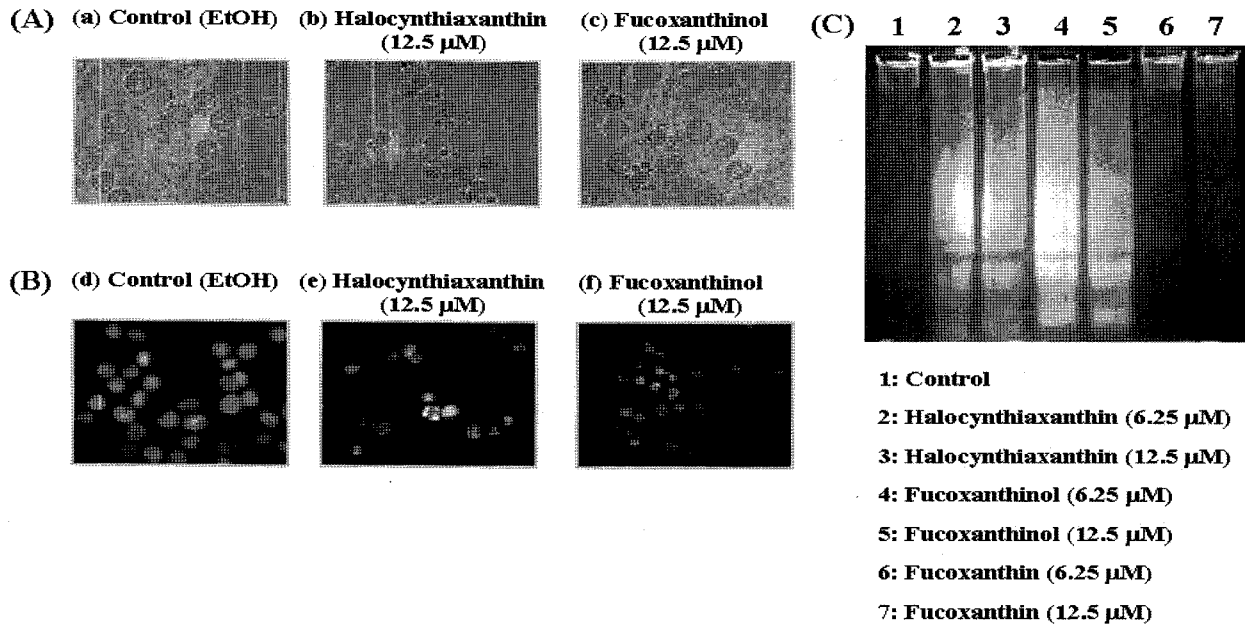 (A) (a) Control (EtOH) (b) Halocynthiaxanthin (c) Fucoxanthinol
(12.5 μM) (12.5 μM)
(B) (d) Control (EtOH) (e) Halocynthiaxanthin (f) Fucoxanthinol
(12.5 μM) (12.5 μM)
(C) 1 2 3 4 5 6 7
1: Control
2: Halocynthiaxanthin (6.25 μM)
3: Halocynthiaxanthin (12.5 μM)
4: Fucoxanthinol (6.25 μM)
5: Fucoxanthinol (12.5 μM)
6: Fucoxanthin (6.25 μM)
7: Fucoxanthin (12.5 μM)